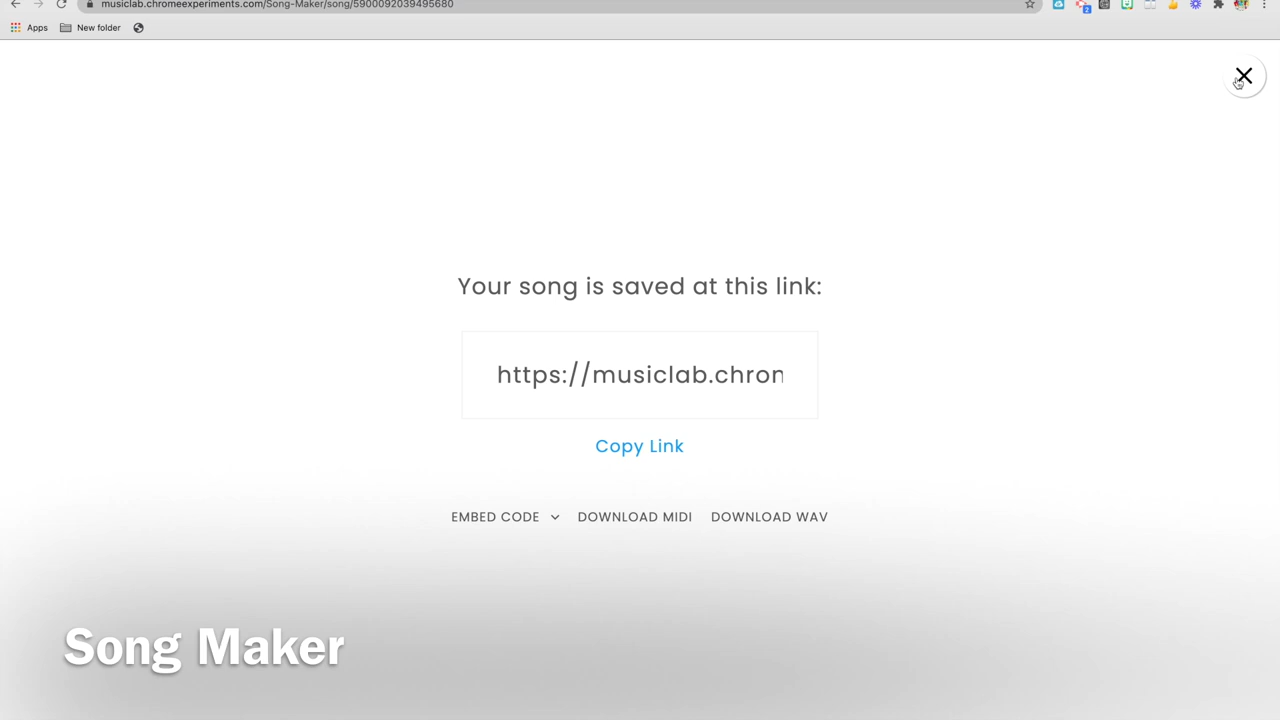 musiclab.chromeexperiments.com/Song-Maker/song/5900092039495680
Apps
New folder
2
Your song is saved at this link:
https://musiclab.chron
Copy Link
EMBED CODE
DOWNLOAD MIDI
DOWNLOAD WAV
Song Maker